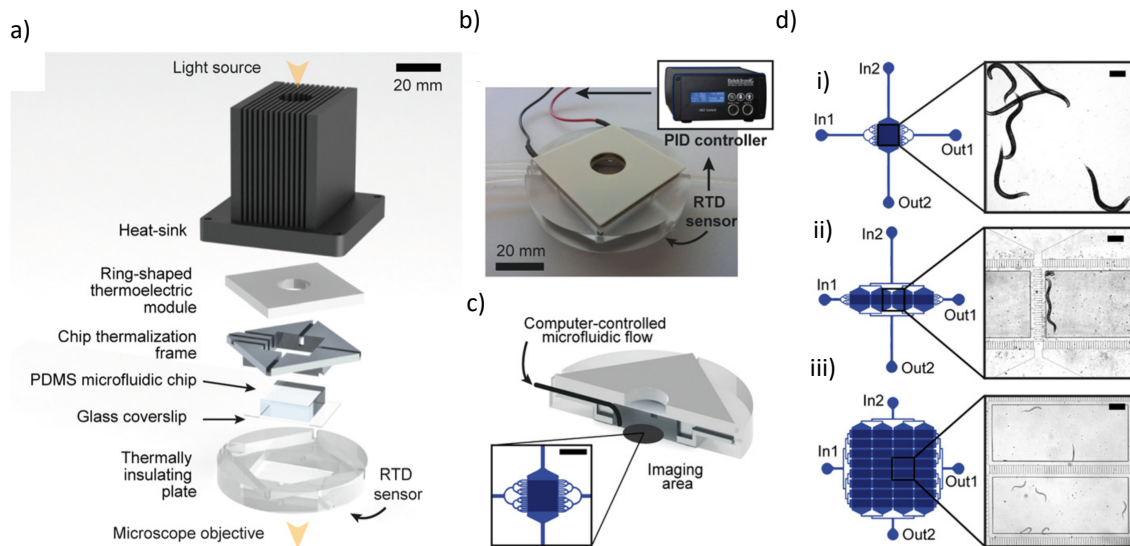 a)
Light source
20 mm
Heat-sink
Ring-shaped
thermoelectric
module
Chip thermalization
frame
PDMS microfluidic chip
Glass coverslip
Thermally
insulating
plate
RTD
sensor
Microscope objective
b)
PID controller
RTD
sensor
20 mm
c)
Computer-controlled
microfluidic flow
Imaging
area
d)
i)
In2
In1
Out1
Out2
ii)
In2
In1
Out1
Out2
iii)
In2
In1
Out1
Out2